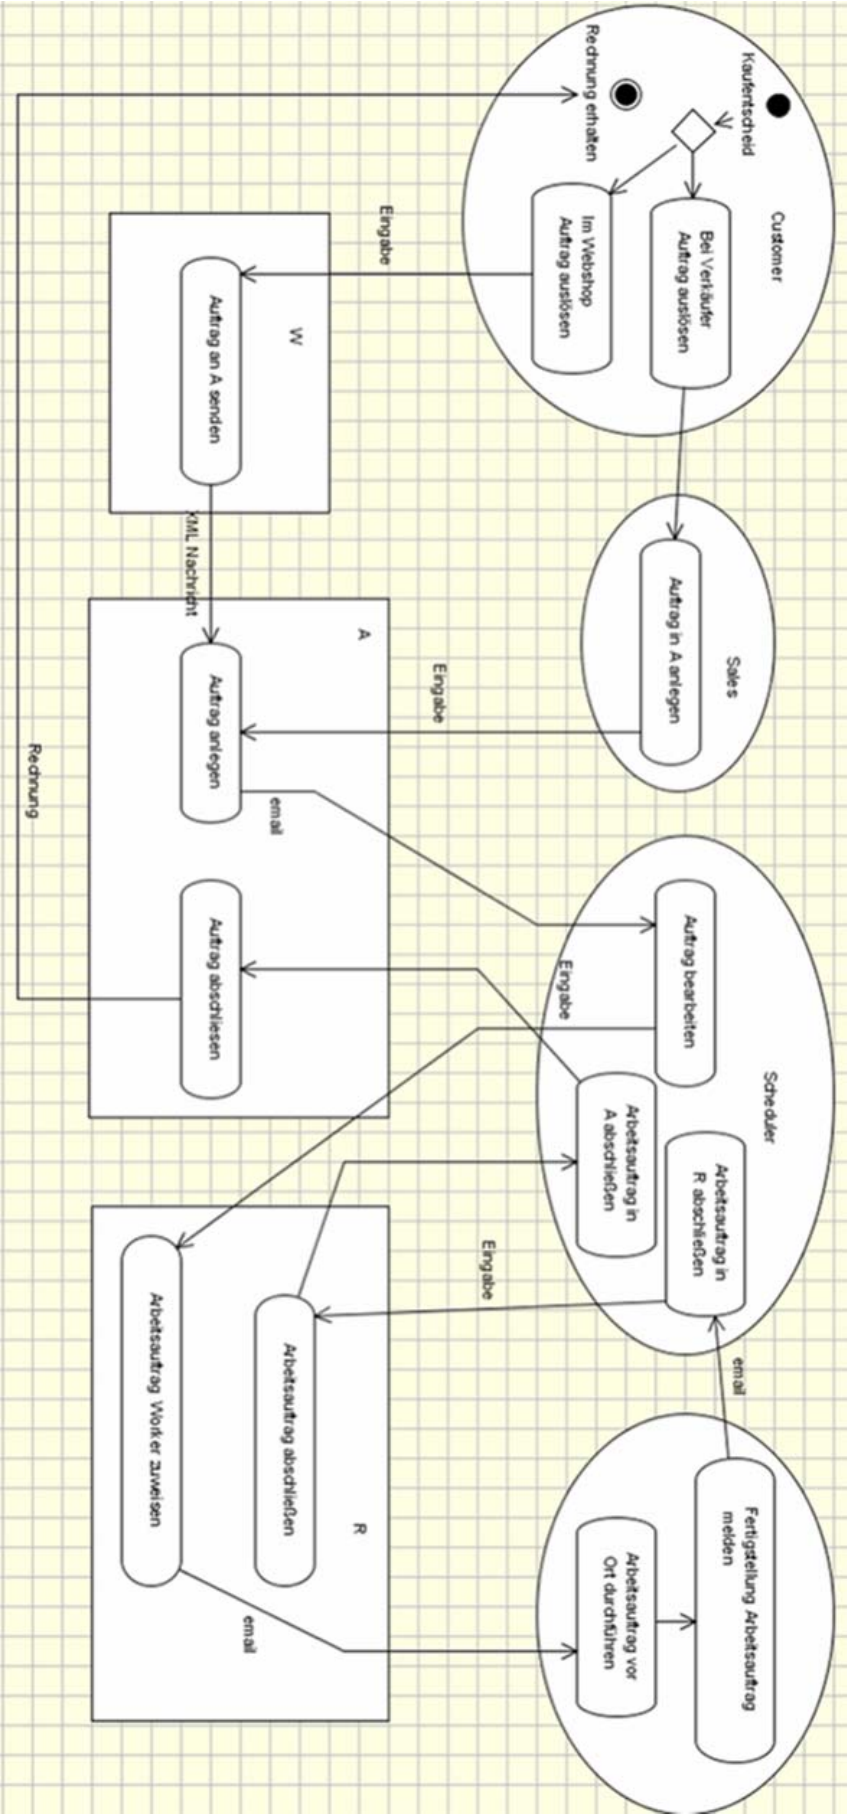 Customer
Kaufentscheid
Rechnung erhalten
Bei Verkäufer
Auftrag auslösen
Im Webshop
Auftrag auslösen
Sales
Auftrag in A anlegen
Scheduler
Auftrag bearbeiten
Arbeitsauftrag in
R abschließen
Arbeitsauftrag in
A abschließen
email
Fertigstellung Arbeitsauftrag
melden
Arbeitsauftrag vor
Ort durchführen
Eingabe
Eingabe
Eingabe
Eingabe
W
Auftrag an A senden
XML Nachricht
A
Auftrag anlegen
email
Auftrag abschliesen
R
Arbeitsauftrag abschließen
Arbeitsauftrag Worker zuweisen
email
Rechnung